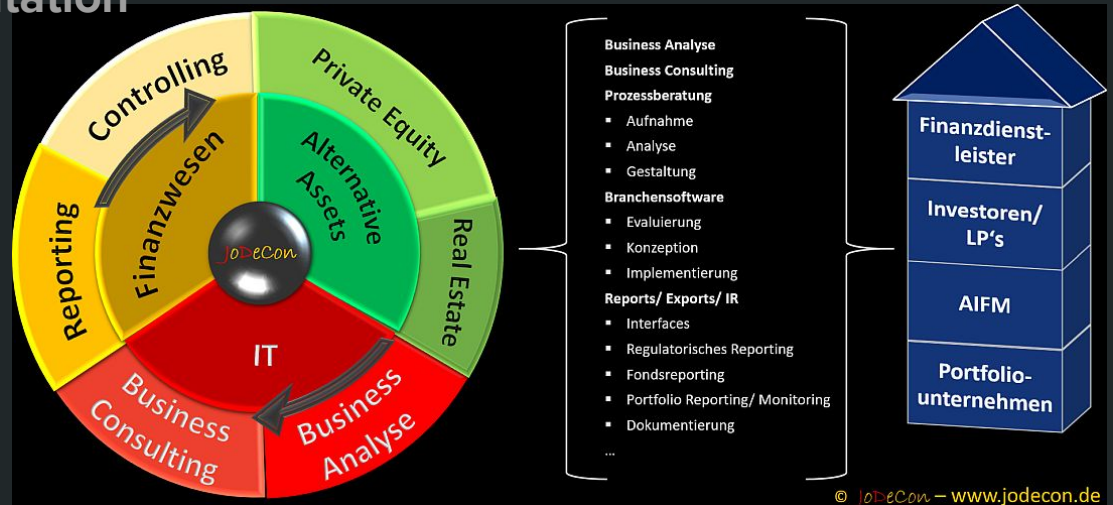 Controlling
Private Equity
Reporting
Finanzwesen
Alternative
Assets
Real Estate
JoDeCon
IT
Business
Consulting
Business
Analyse
Business Analyse
Business Consulting
Prozessberatung
▪ Aufnahme
▪ Analyse
▪ Gestaltung
Branchensoftware
▪ Evaluierung
▪ Konzeption
▪ Implementierung
Reports/ Exports/ IR
▪ Interfaces
▪ Regulatorisches Reporting
▪ Fondsreporting
▪ Portfolio Reporting/ Monitoring
▪ Dokumentierung
...
Finanzdienst-
leister
Investoren/
LP‘s
AIFM
Portfolio-
unternehmen
© JoDeCon – www.jodecon.de